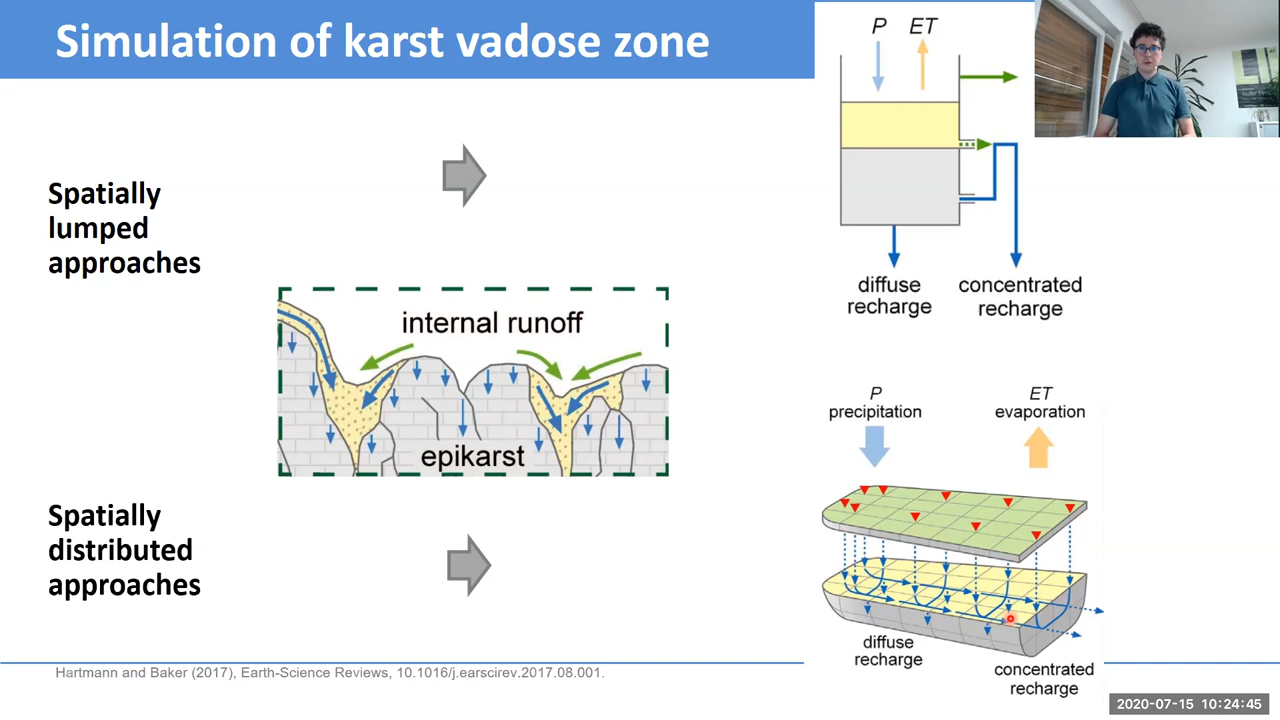 Simulation of karst vadose zone
P ET
Spatially
lumped
approaches
diffuse
recharge
concentrated
recharge
internal runoff
epikarst
P
precipitation
ET
evaporation
Spatially
distributed
approaches
diffuse
recharge
concentrated
recharge
Hartmann and Baker (2017), Earth-Science Reviews, 10.1016/j.earscirev.2017.08.001.
2020-07-15 10:24:45